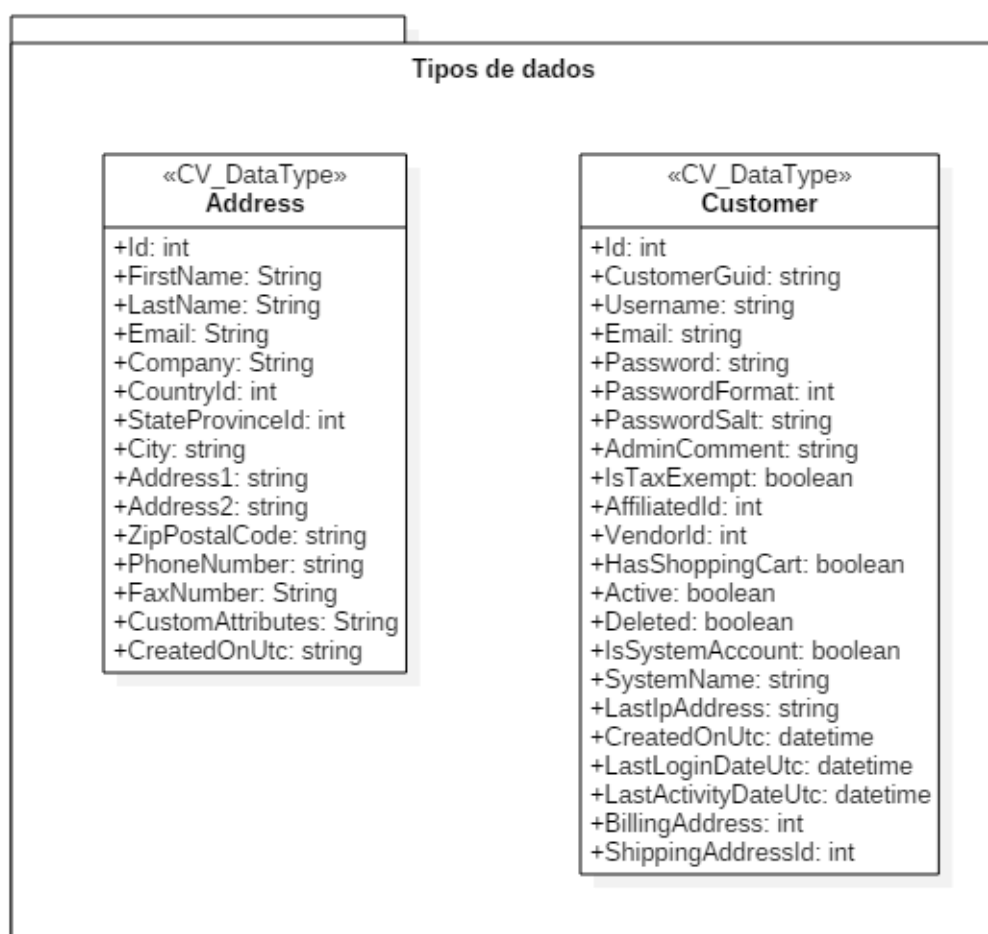 Tipos de dados
«CV_DataType»
Address
+Id: int
+FirstName: String
+LastName: String
+Email: String
+Company: String
+CountryId: int
+StateProvinceId: int
+City: string
+Address1: string
+Address2: string
+ZipPostalCode: string
+PhoneNumber: string
+FaxNumber: String
+CustomAttributes: String
+CreatedOnUtc: string
«CV_DataType»
Customer
+Id: int
+CustomerGuid: string
+Username: string
+Email: string
+Password: string
+PasswordFormat: int
+PasswordSalt: string
+AdminComment: string
+IsTaxExempt: boolean
+AffiliatedId: int
+VendorId: int
+HasShoppingCart: boolean
+Active: boolean
+Deleted: boolean
+IsSystemAccount: boolean
+SystemName: string
+LastIpAddress: string
+CreatedOnUtc: datetime
+LastLoginDateUtc: datetime
+LastActivityDateUtc: datetime
+BillingAddress: int
+ShippingAddressId: int